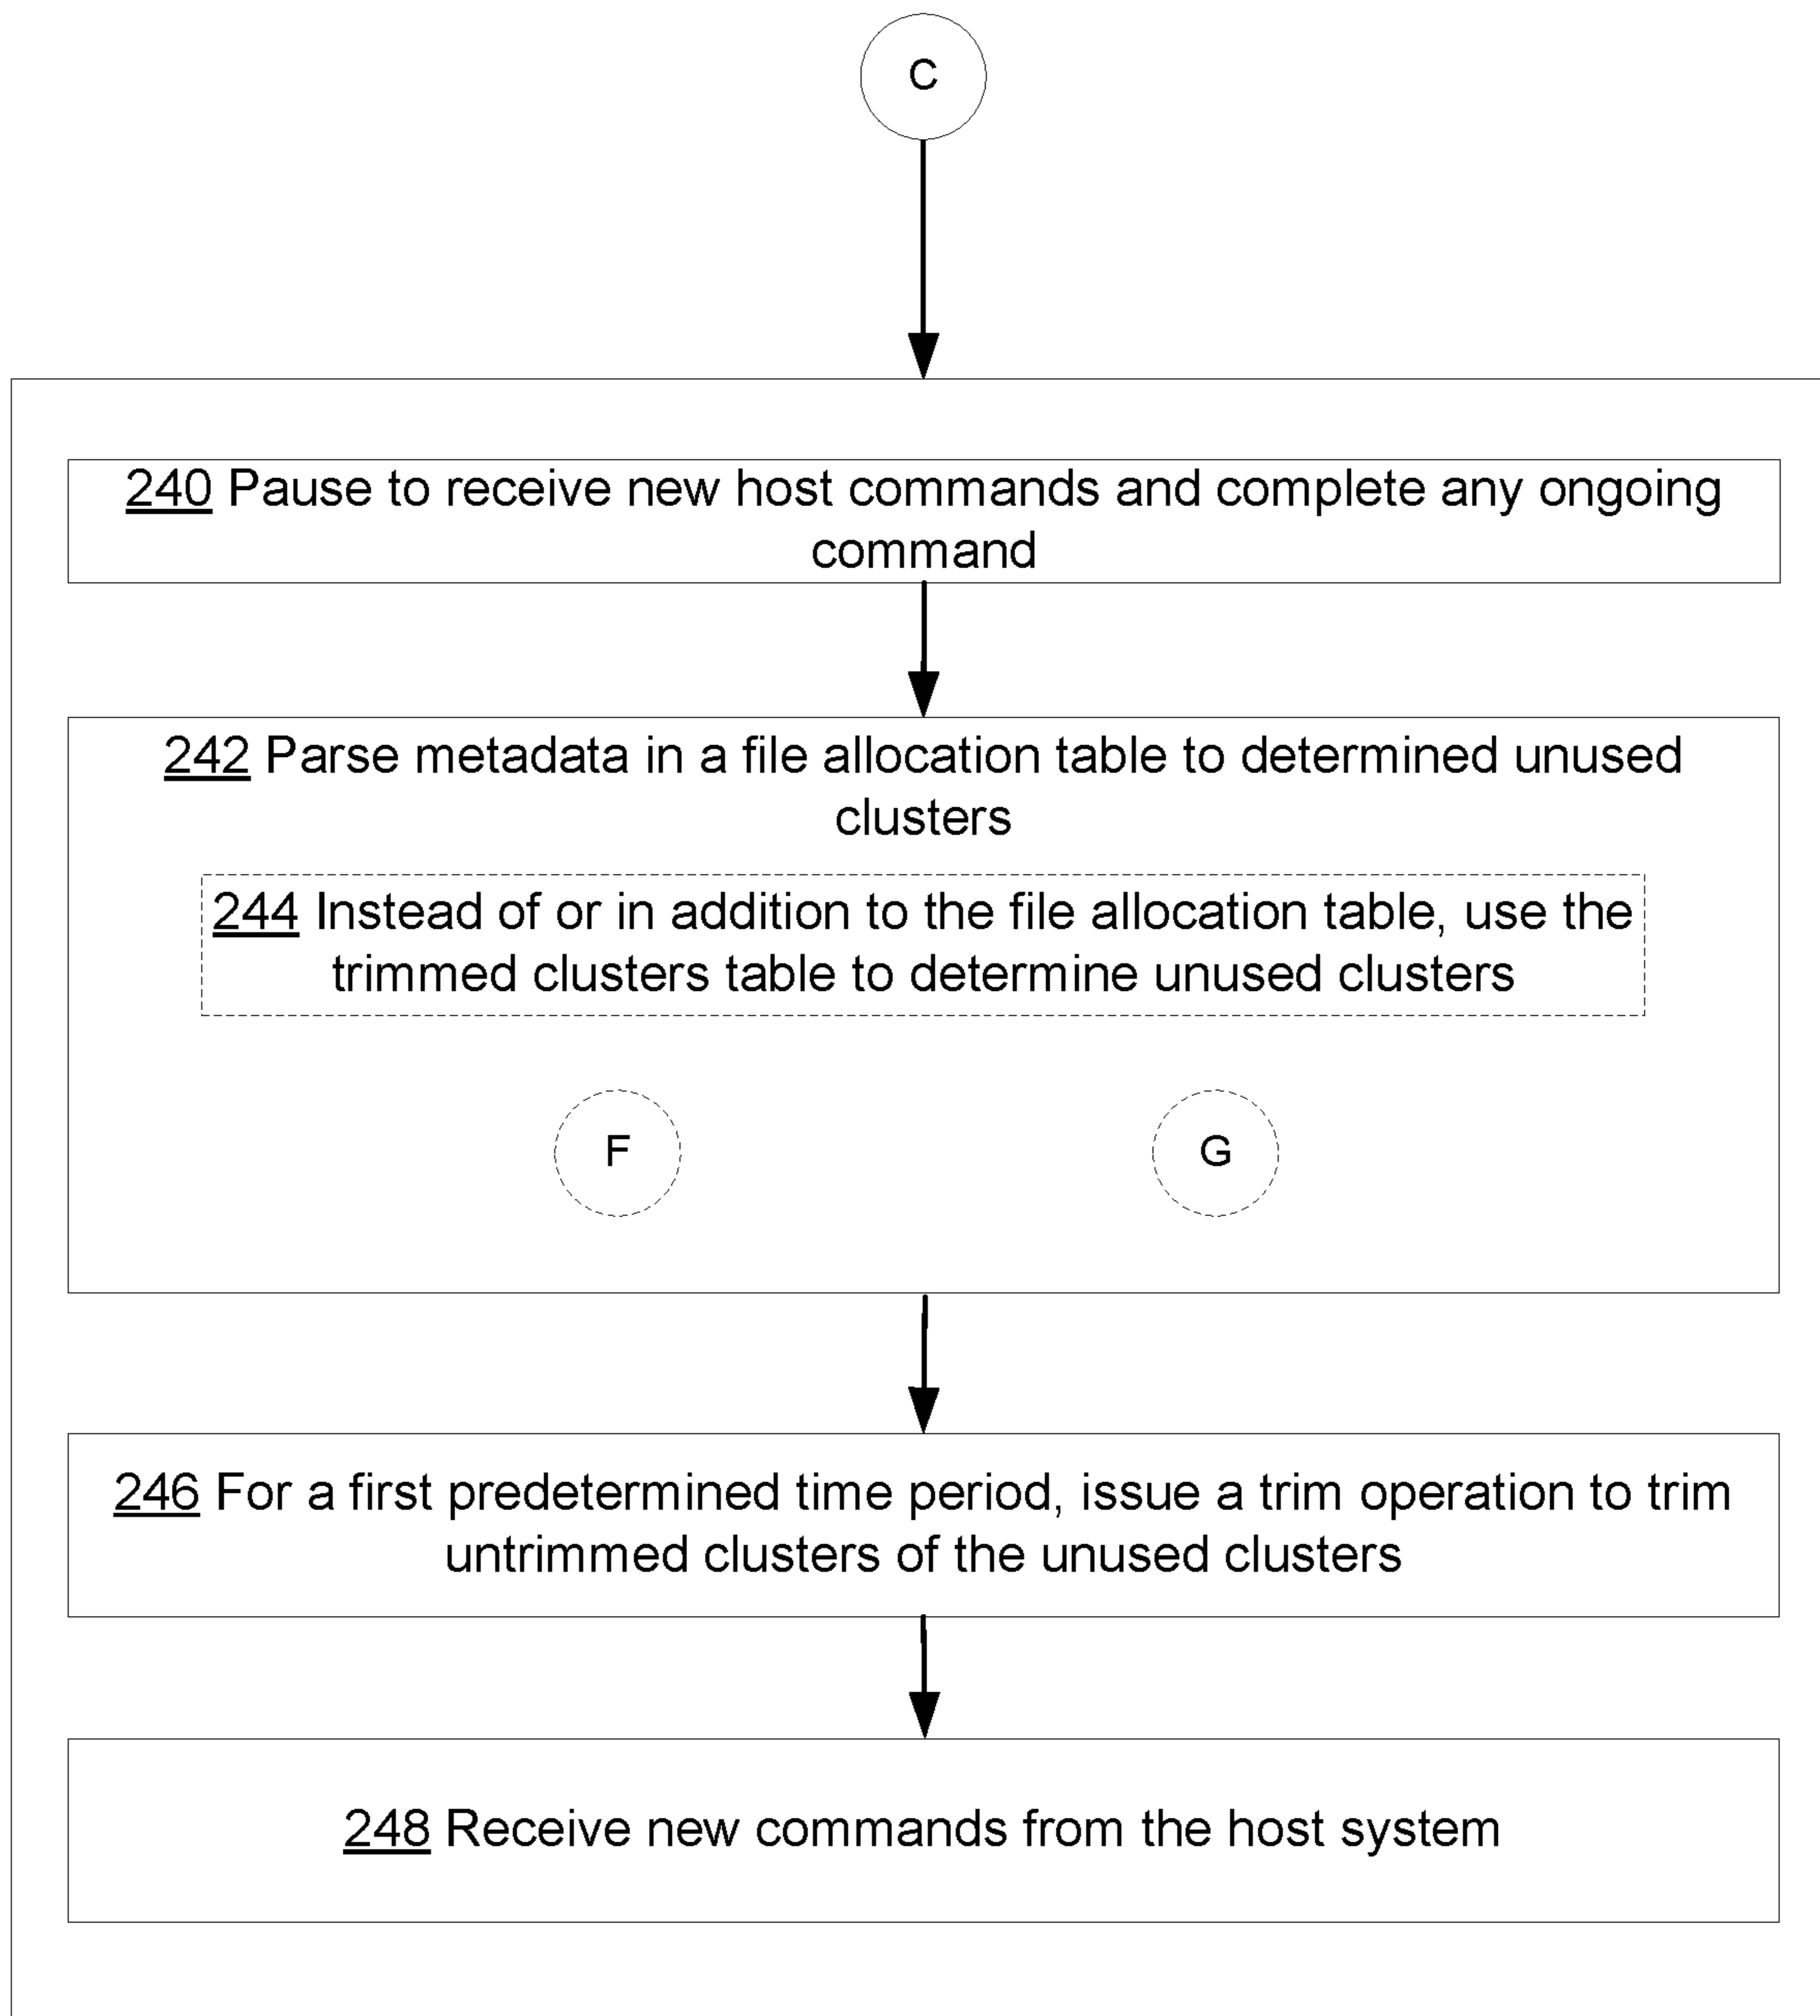 C
240 Pause to receive new host commands and complete any ongoing
command
242 Parse metadata in a file allocation table to determined unused
clusters
244 Instead of or in addition to the file allocation table, use the
trimmed clusters table to determine unused clusters
F
G
246 For a first predetermined time period, issue a trim operation to trim
untrimmed clusters of the unused clusters
248 Receive new commands from the host system